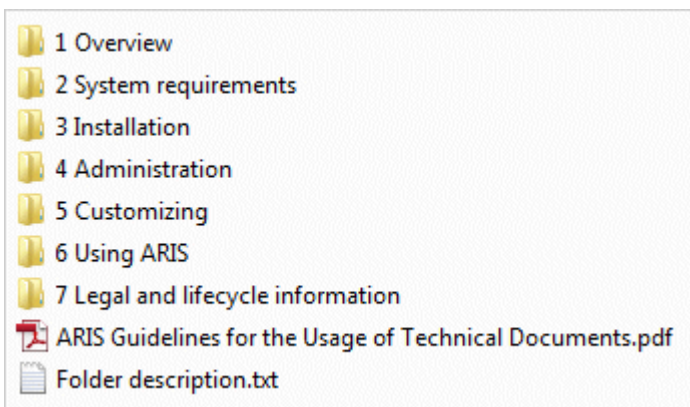 1 Overview
2 System requirements
3 Installation
4 Administration
5 Customizing
6 Using ARIS
7 Legal and lifecycle information
ARIS Guidelines for the Usage of Technical Documents.pdf
Folder description.txt